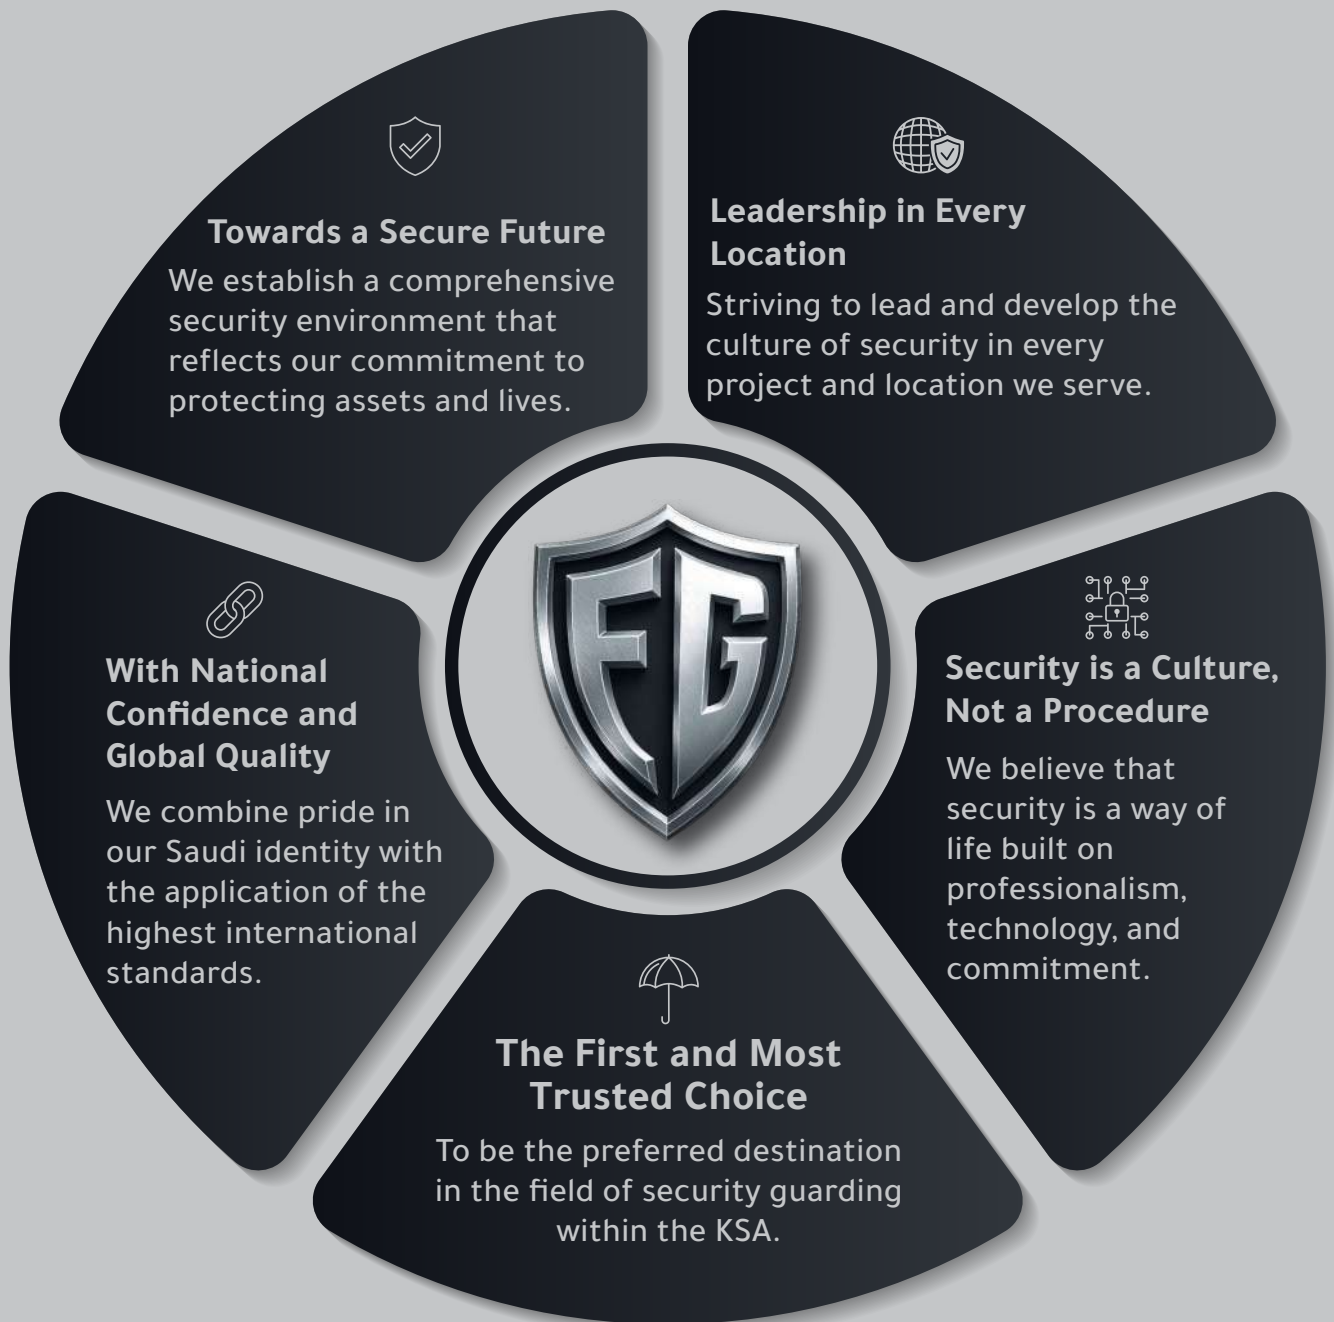 Towards a Secure Future
We establish a comprehensive
security environment that
reflects our commitment to
protecting assets and lives.
Leadership in Every
Location
Striving to lead and develop the
culture of security in every
project and location we serve.
With National
Confidence and
Global Quality
We combine pride in
our Saudi identity with
the application of the
highest international
standards.
FG
Security is a Culture,
Not a Procedure
We believe that
security is a way of
life built on
professionalism,
technology, and
commitment.
The First and Most
Trusted Choice
To be the preferred destination
in the field of security guarding
within the KSA.